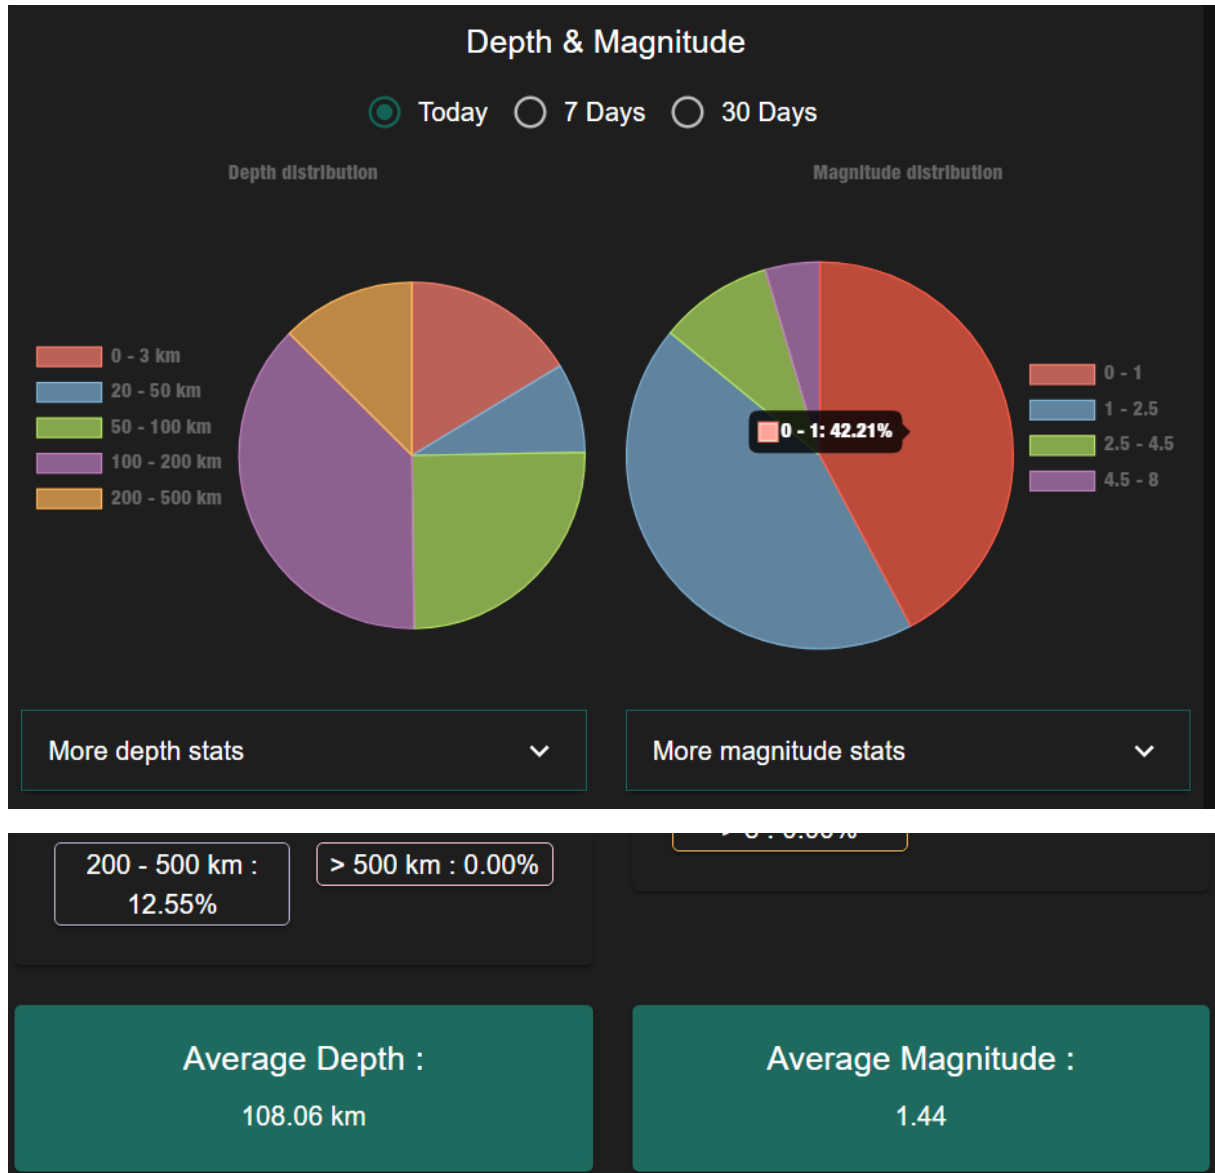 Depth & Magnitude
Today
7 Days
30 Days
Depth distribution
Magnitude distribution
0 - 3 km
20 - 50 km
50 - 100 km
100 - 200 km
200 - 500 km
0 - 1: 42.21%
0 - 1
1 - 2.5
2.5 - 4.5
4.5 - 8
More depth stats
More magnitude stats
200 - 500 km :
12.55%
> 500 km : 0.00%
Average Depth :
108.06 km
Average Magnitude :
1.44